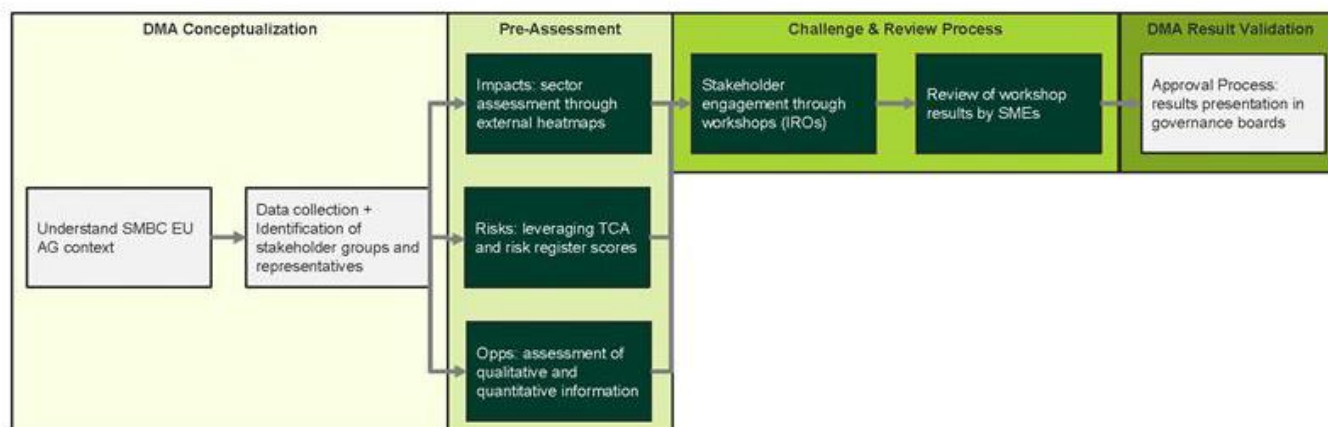 DMA Conceptualization
Pre-Assessment
Challenge & Review Process
DMA Result Validation
Understand SMBC EU
AG context
Data collection +
Identification of
stakeholder groups and
representatives
Impacts: sector
assessment through
external heatmaps
Risks: leveraging TCA
and risk register scores
Opps: assessment of
qualitative and
quantitative information
Stakeholder
engagement through
workshops (IROs)
Review of workshop
results by SMEs
Approval Process:
results presentation in
governance boards